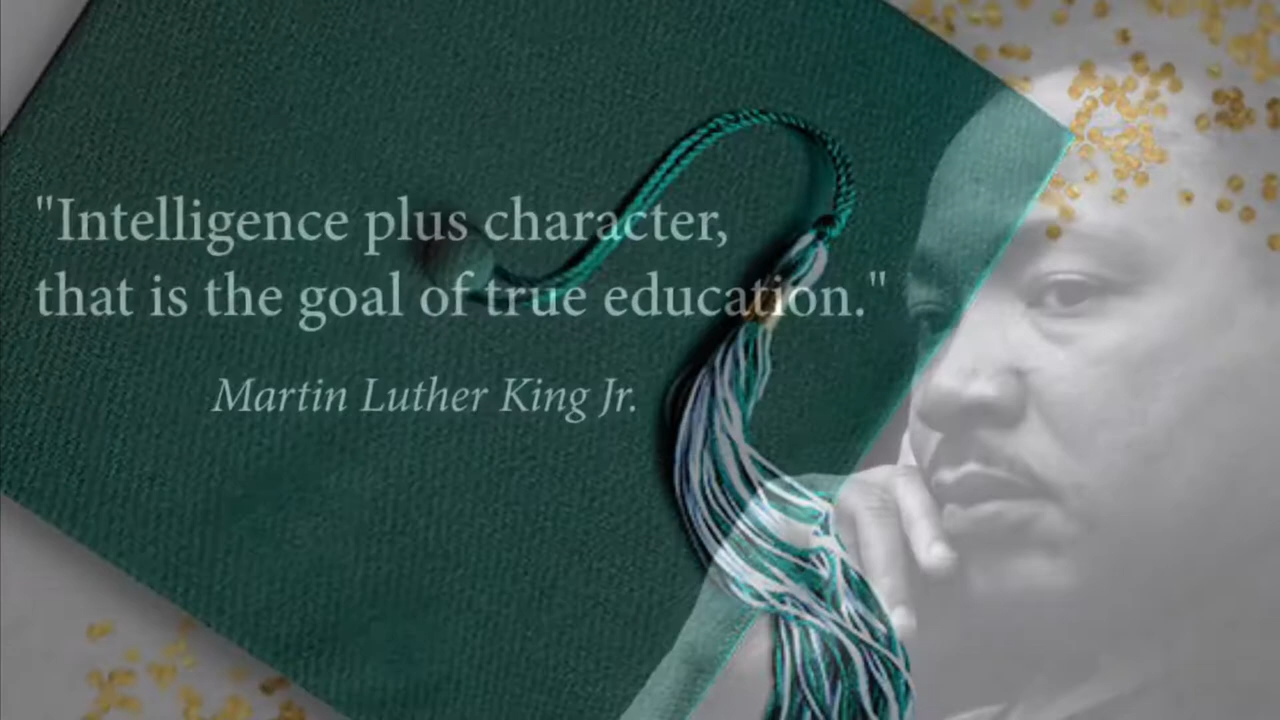 "Intelligence plus character,
that is the goal of true education."
Martin Luther King Jr.